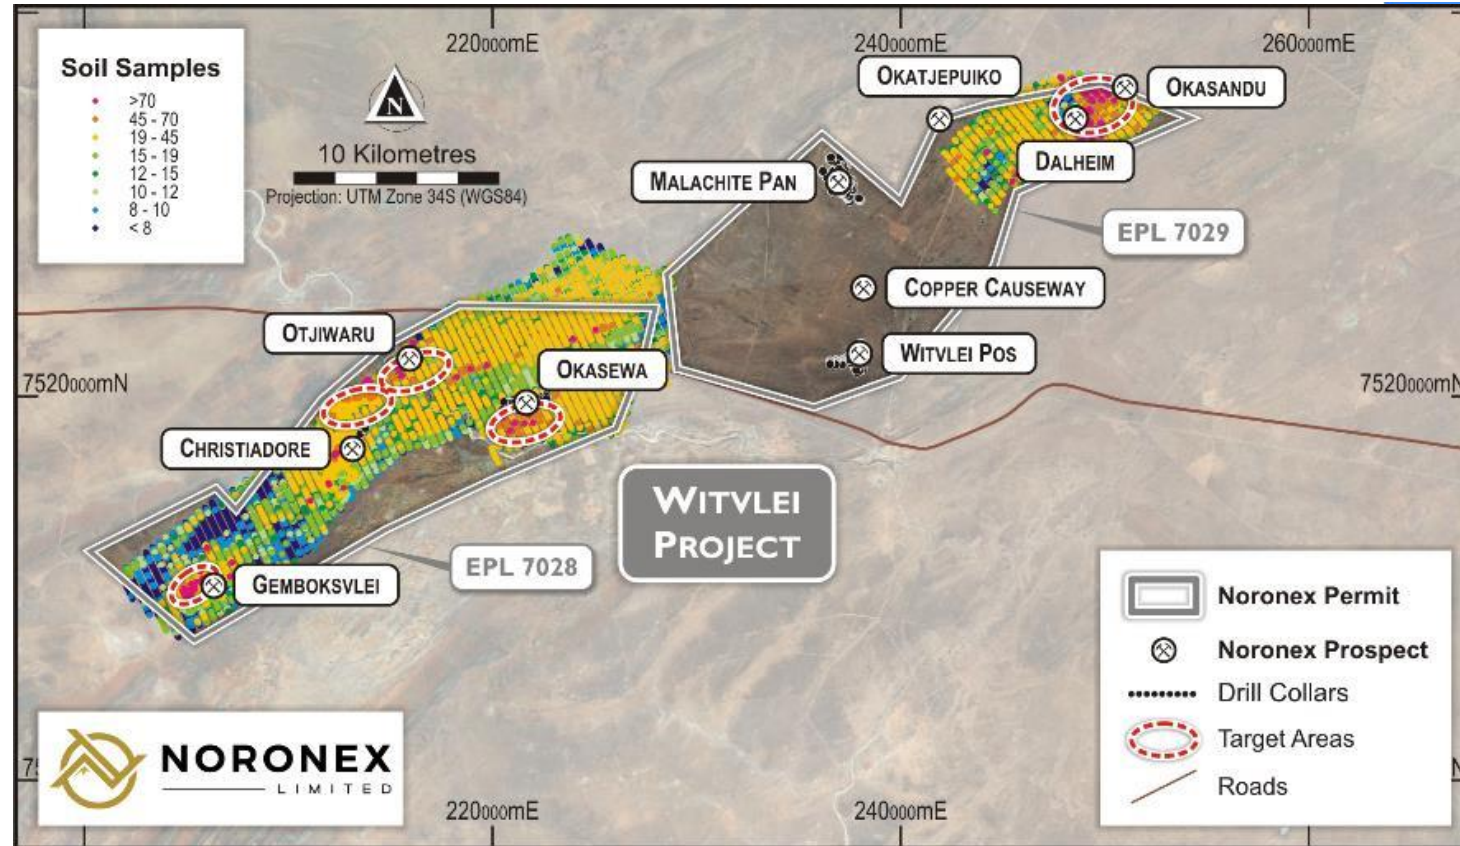 220000mE
240000mE
260000mE
Soil Samples
>70
45 - 70
19 - 45
15 - 19
12 - 15
10 - 12
8 - 10
< 8
N
10 Kilometres
Projection: UTM Zone 34S (WGS84)
OKATJEPUIKO
OKASANDU
DALHEIM
MALACHITE PAN
EPL 7029
COPPER CAUSEWAY
OTJIWARU
WITVLEI POS
OKASEWA
7520000mN
7520000mN
CHRISTIADORE
WITVLEI
PROJECT
EPL 7028
GEMBOKSVLEI
Noronex Permit
Noronex Prospect
Drill Collars
Target Areas
Roads
NORONEX
LIMITED
220000mE
240000mE